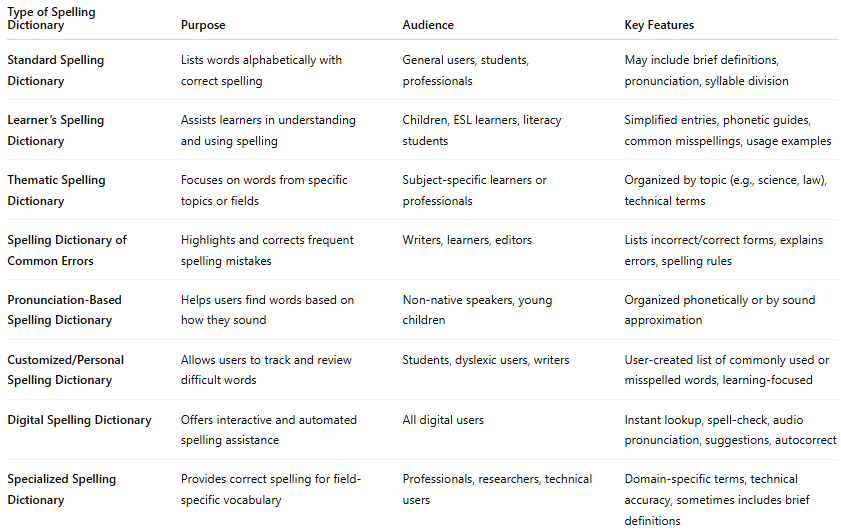 Type of Spelling
Dictionary Purpose Audience Key Features
Standard Spelling Lists words alphabetically with General users, students, May include brief definitions,
Dictionary correct spelling professionals pronunciation, syllable division
Learner’s Spelling Assists learners in understanding Children, ESL learners, literacy Simplified entries, phonetic guides,
Dictionary and using spelling students common misspellings, usage examples
Thematic Spelling Focuses on words from specific Subject-specific learners or Organized by topic (e.g., science, law),
Dictionary topics or fields professionals technical terms
Spelling Dictionary of Highlights and corrects frequent Writers, learners, editors Lists incorrect/correct forms, explains
Common Errors spelling mistakes errors, spelling rules
Pronunciation-Based Helps users find words based on Non-native speakers, young Organized phonetically or by sound
Spelling Dictionary how they sound children approximation
Customized/Personal Allows users to track and review Students, dyslexic users, writers User-created list of commonly used or
Spelling Dictionary difficult words misspelled words, learning-focused
Digital Spelling Dictionary Offers interactive and automated All digital users Instant lookup, spell-check, audio
spelling assistance pronunciation, suggestions, autocorrect
Specialized Spelling Provides correct spelling for field- Professionals, researchers, technical Domain-specific terms, technical
Dictionary specific vocabulary users accuracy, sometimes includes brief
definitions